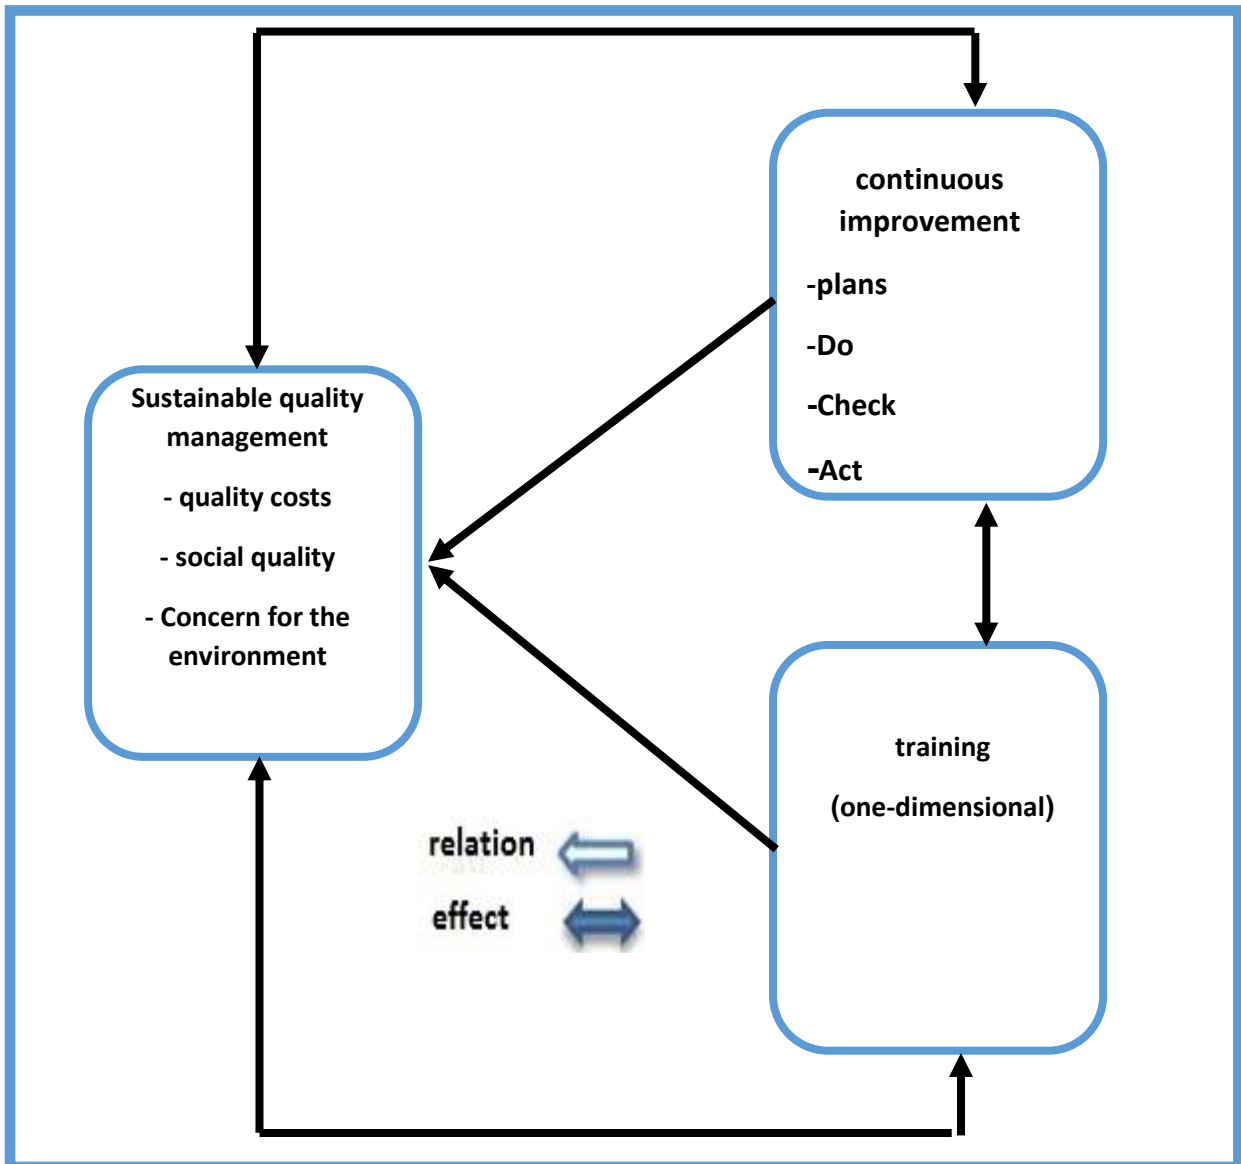 continuous
improvement
-plans
-Do
-Check
-Act
Sustainable quality
management
- quality costs
- social quality
- Concern for the
environment
training
(one-dimensional)
relation
effect